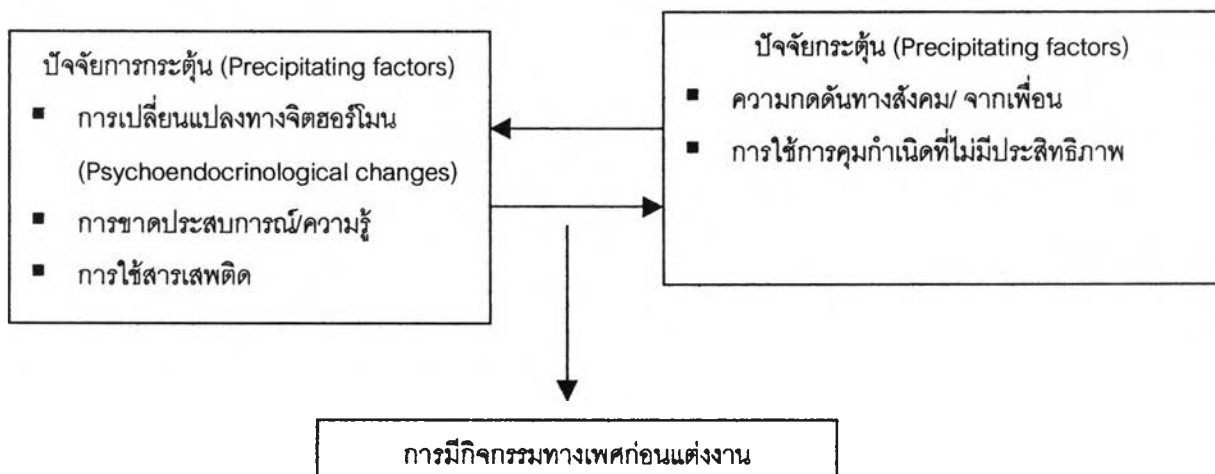 ปัจจัยการกระตุ้น (Precipitating factors)
■ การเปลี่ยนแปลงทางจิตฮอร์โมน
(Psychoendocrinological changes)
■ การขาดประสบการณ์/ความรู้
■ การใช้สารเสพติด
ปัจจัยกระตุ้น (Precipitating factors)
■ ความกดดันทางสังคม/ จากเพื่อน
■ การใช้การคุมกำเนิดที่ไม่มีประสิทธิภาพ
การมีกิจกรรมทางเพศก่อนแต่งงาน